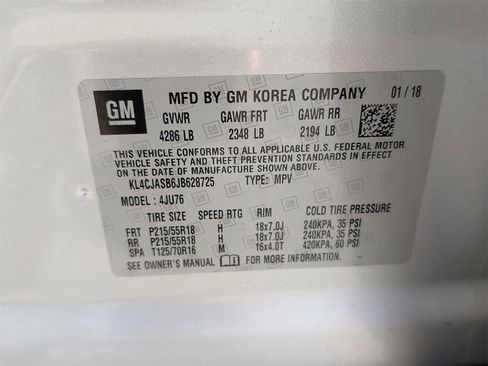 GM
MFD BY GM KOREA COMPANY 01 / 18
GVWR GAWR FRT GAWR RR
4286 LB 2348 LB 2194 LB
THIS VEHICLE CONFORMS TO ALL APPLICABLE U.S. FEDERAL MOTOR
VEHICLE SAFETY AND THEFT PREVENTION STANDARDS IN EFFECT
ON THE DATE OF MANUFACTURE SHOWN ABOVE.
KL4CJASB6JB628725 TYPE: MPV
MODEL : 4JU76
TIRE SIZE SPEED RTG RIM COLD TIRE PRESSURE
FRT P215/55R18 H 18x7.0J 240KPA, 35 PSI
RR P215/55R18 H 18x7.0J 240KPA, 35 PSI
SPA T125/70R16 M 16x4.0T 420KPA, 60 PSI
SEE OWNER'S MANUAL FOR MORE INFORMATION.